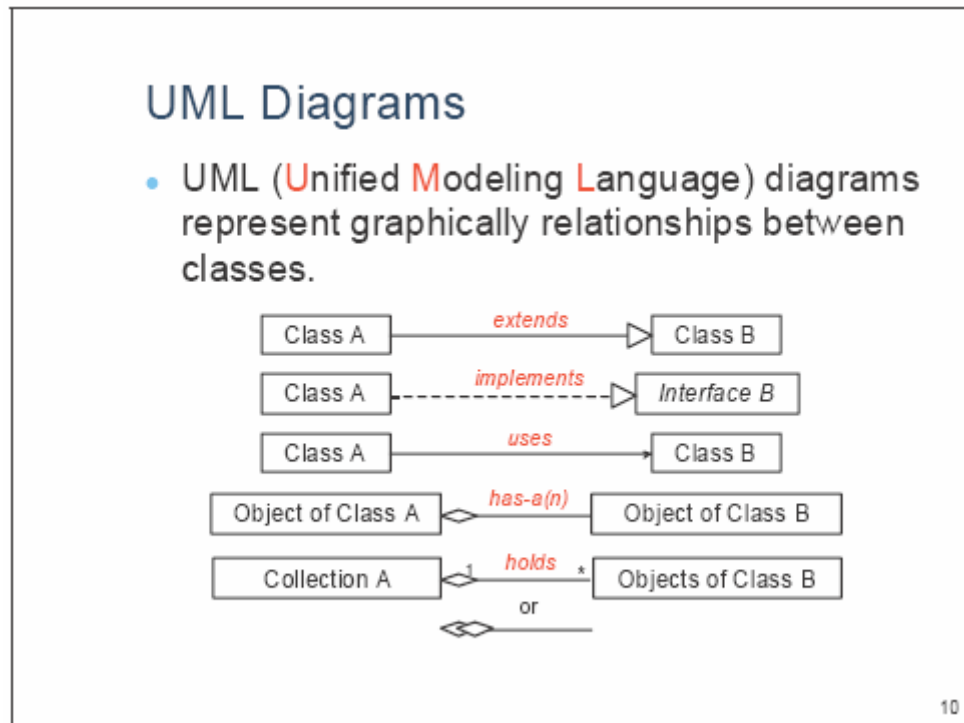 UML Diagrams
• UML (Unified Modeling Language) diagrams
represent graphically relationships between
classes.
Class A extends Class B
Class A implements Interface B
Class A uses Class B
Object of Class A has-a(n) Object of Class B
Collection A 1 holds * Objects of Class B
or
10